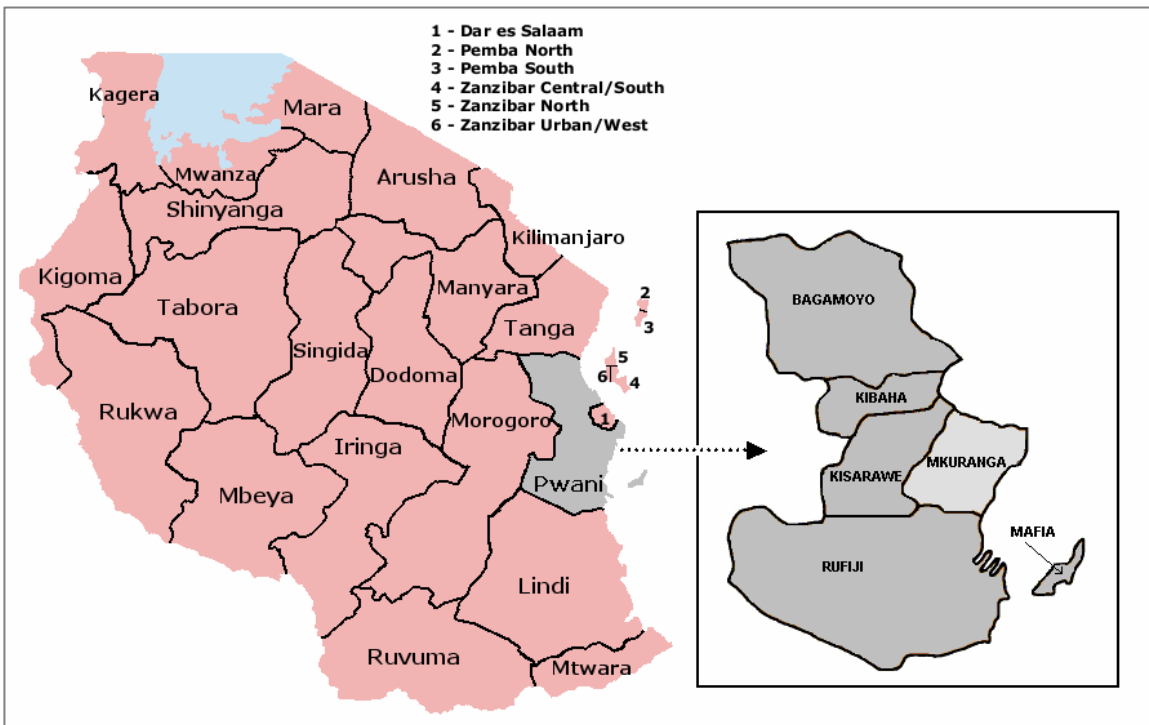 1 - Dar es Salaam
2 - Pemba North
3 - Pemba South
4 - Zanzibar Central/South
5 - Zanzibar North
6 - Zanzibar Urban/West
Kagera
Mara
Mwanza
Arusha
Shinyanga
Kilimanjaro
Kigoma
Manyara
Tabora
2
3
Tanga
Singida
5
6
4
Dodoma
Rukwa
Morogoro
1
Iringa
Pwani
Mbeya
Lindi
Ruvuma
Mtwara
BAGAMOYO
KIBAHA
MKURANGA
KISARAWE
MAFIA
RUFIJI